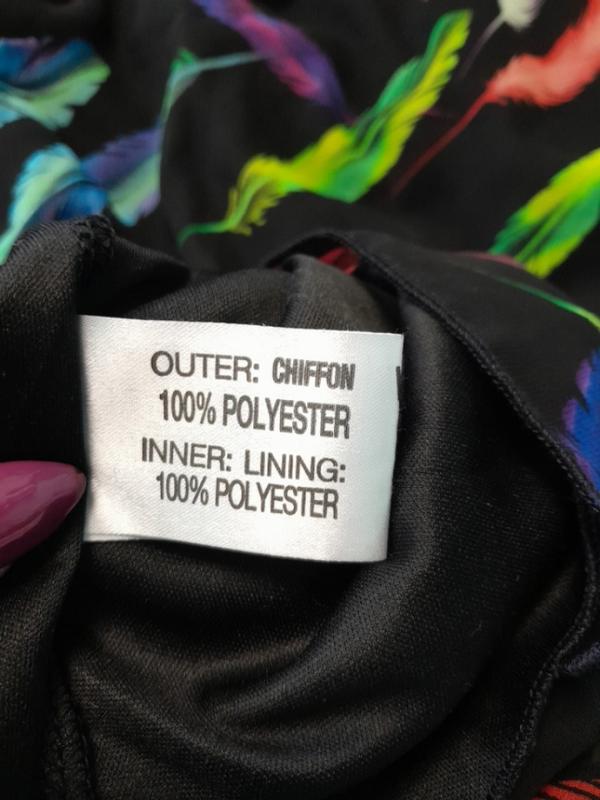 OUTER: CHIFFON
100% POLYESTER
INNER: LINING:
100% POLYESTER